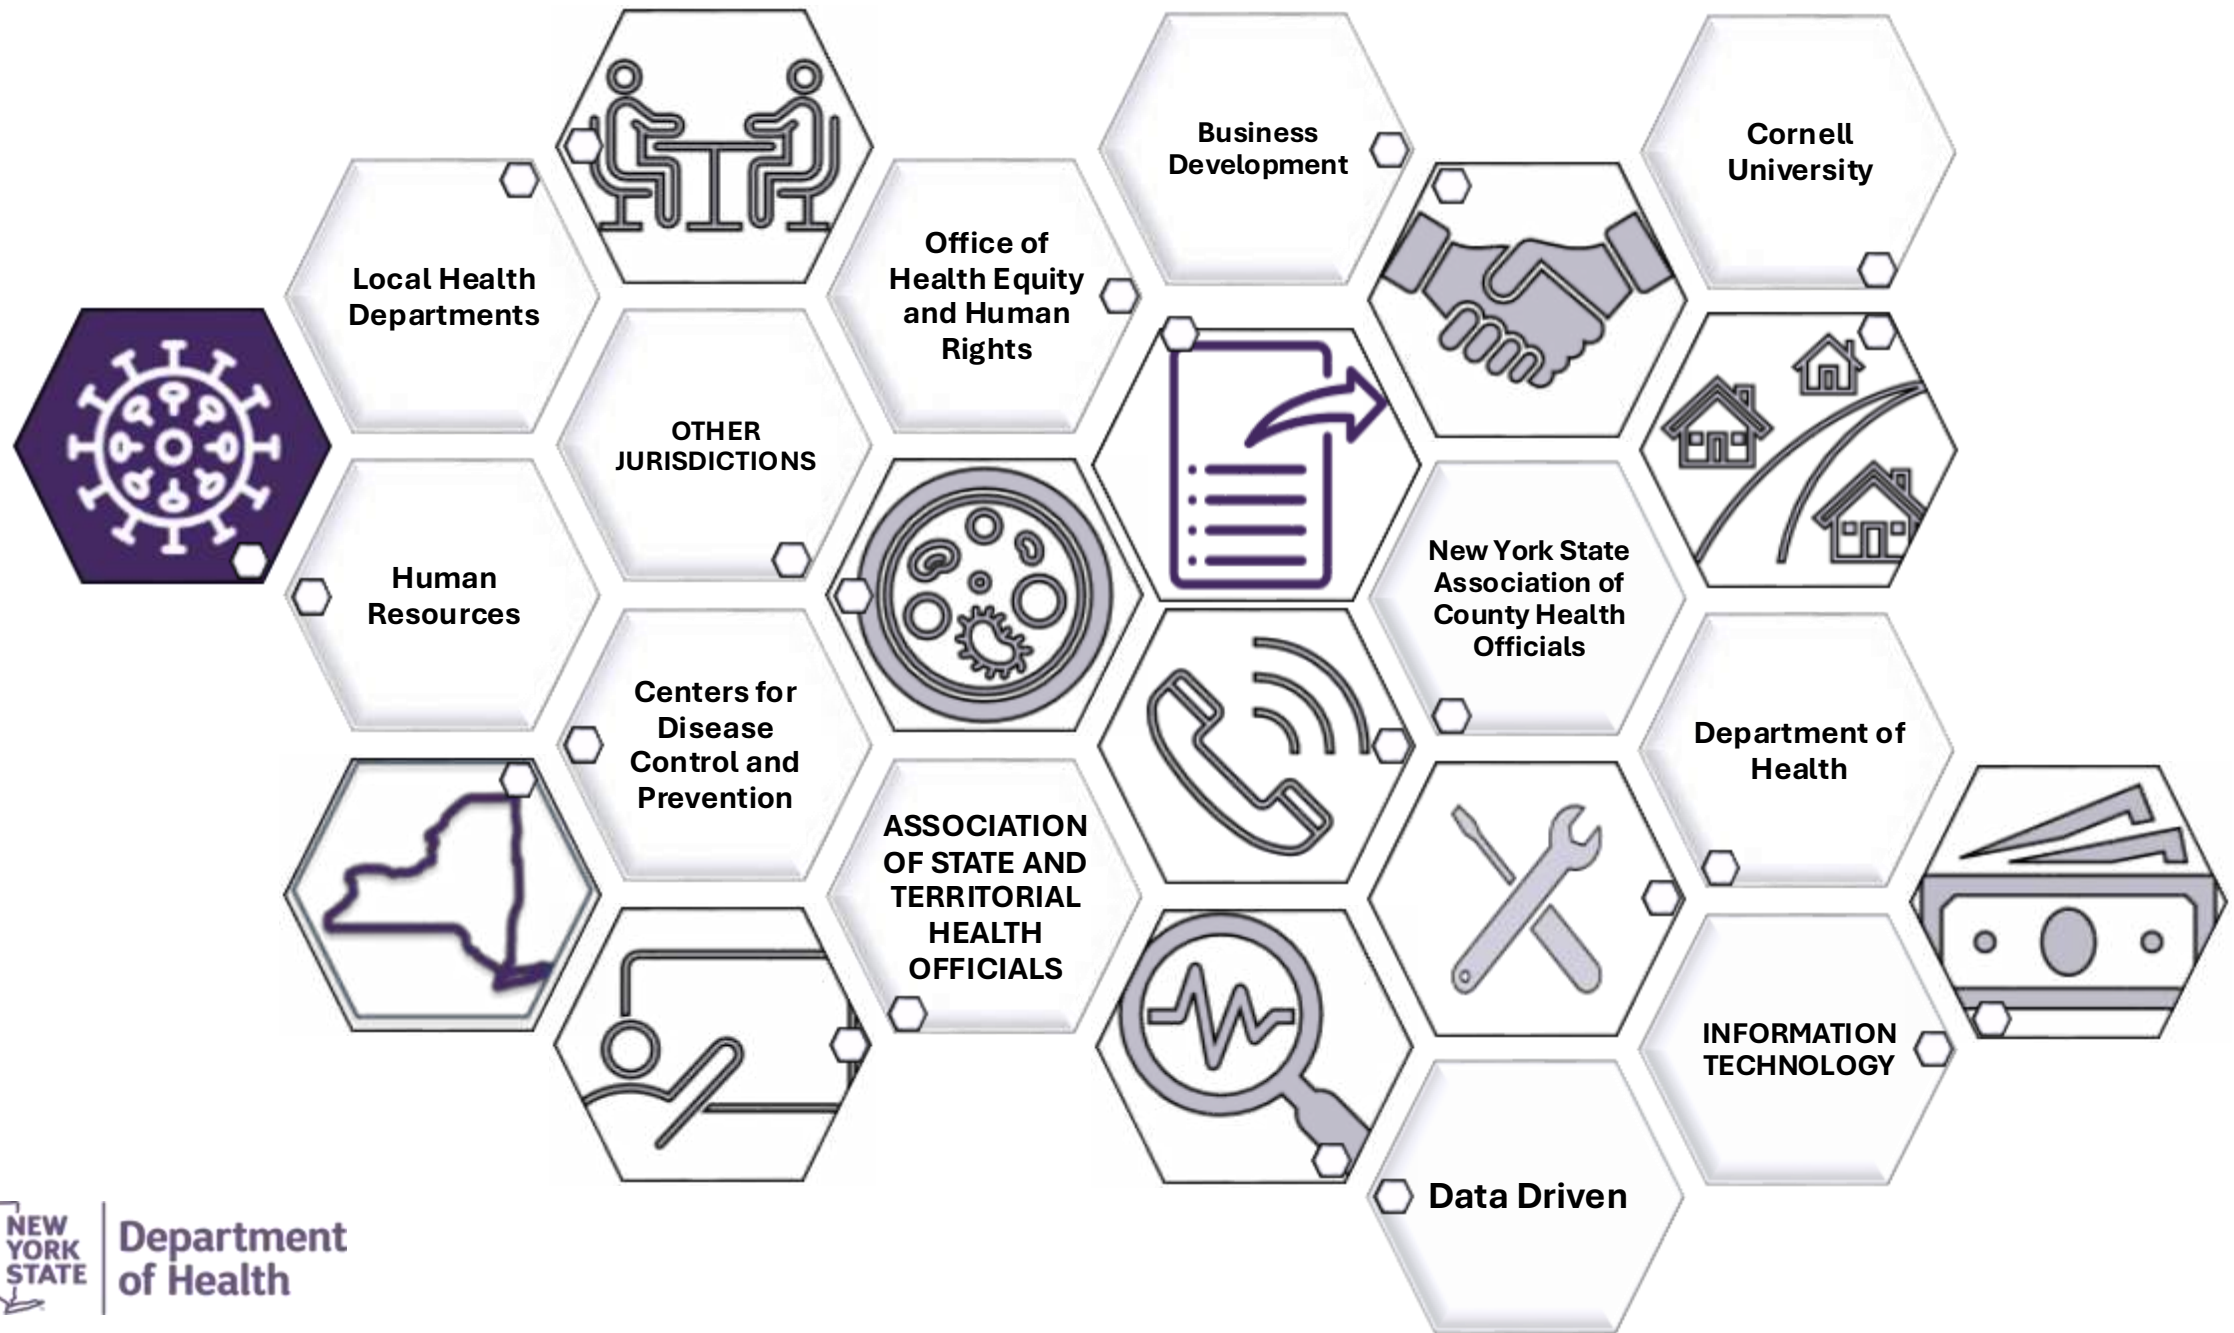 Business
Development
Cornell
University
Local Health
Departments
Office of
Health Equity
and Human
Rights
OTHER
JURISDICTIONS
Human
Resources
New York State
Association of
County Health
Officials
Centers for
Disease
Control and
Prevention
Department of
Health
ASSOCIATION
OF STATE AND
TERRITORIAL
HEALTH
OFFICIALS
INFORMATION
TECHNOLOGY
Data Driven
NEW
YORK
STATE
Department
of Health